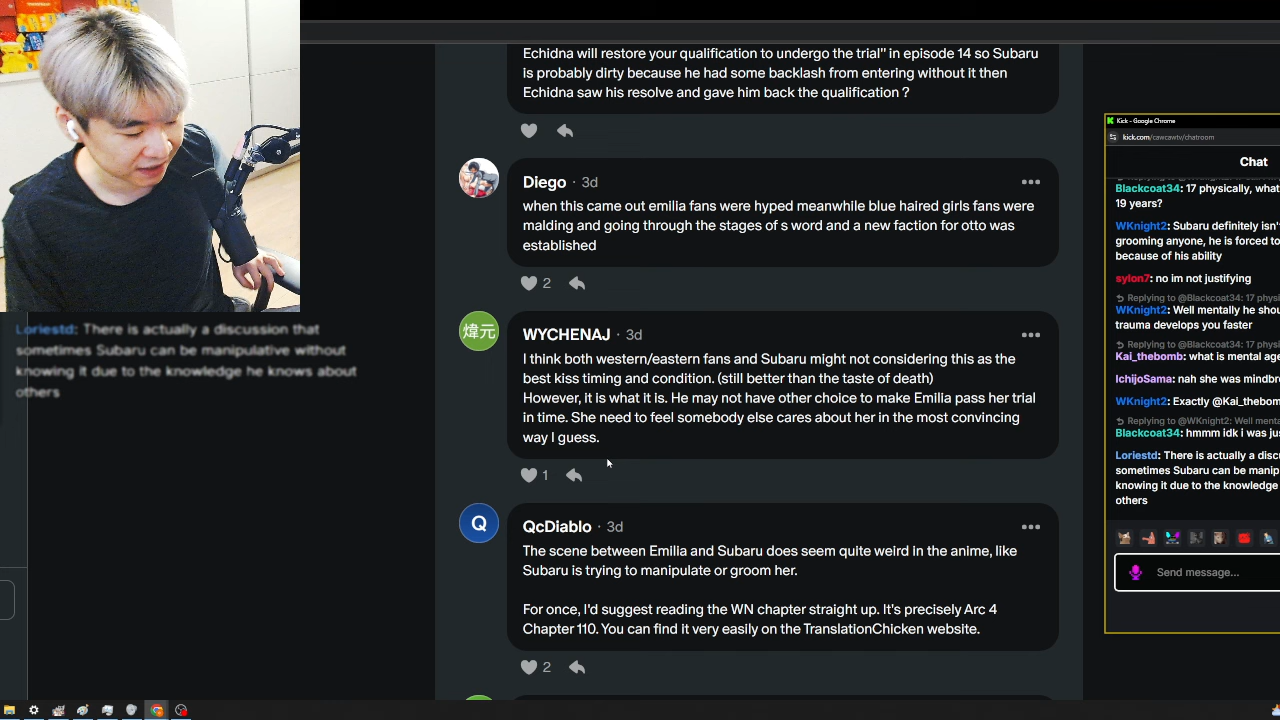 Echidna will restore your qualification to undergo the trial" in episode 14 so Subaru
is probably dirty because he had some backlash from entering without it then
Echidna saw his resolve and gave him back the qualification ?
Diego · 3d
when this came out emilia fans were hyped meanwhile blue haired girls fans were
malding and going through the stages of s word and a new faction for otto was
established
2
煒元
WYCHENAJ · 3d
I think both western/eastern fans and Subaru might not considering this as the
best kiss timing and condition. (still better than the taste of death)
However, it is what it is. He may not have other choice to make Emilia pass her trial
in time. She need to feel somebody else cares about her in the most convincing
way I guess.
1
Q
QcDiablo · 3d
The scene between Emilia and Subaru does seem quite weird in the anime, like
Subaru is trying to manipulate or groom her.
For once, I'd suggest reading the WN chapter straight up. It's precisely Arc 4
Chapter 110. You can find it very easily on the TranslationChicken website.
2
Loriestd: There is actually a discussion that
sometimes Subaru can be manipulative without
knowing it due to the knowledge he knows about
others
Kick - Google Chrome
kick.com/cawcawtv/chatroom
Chat
Blackcoat34: 17 physically, what
19 years?
WKnight2: Subaru definitely isn'
grooming anyone, he is forced to
because of his ability
sylon7: no im not justifying
Replying to @Blackcoat34: 17 physi
WKnight2: Well mentally he shou
trauma develops you faster
Replying to @Blackcoat34: 17 physi
Kai_thebomb: what is mental age
IchijoSama: nah she was mindbro
WKnight2: Exactly @Kai_thebom
Replying to @WKnight2: Well menta
Blackcoat34: hmmm idk i was jus
Loriestd: There is actually a discu
sometimes Subaru can be manip
knowing it due to the knowledge
others
Send message...